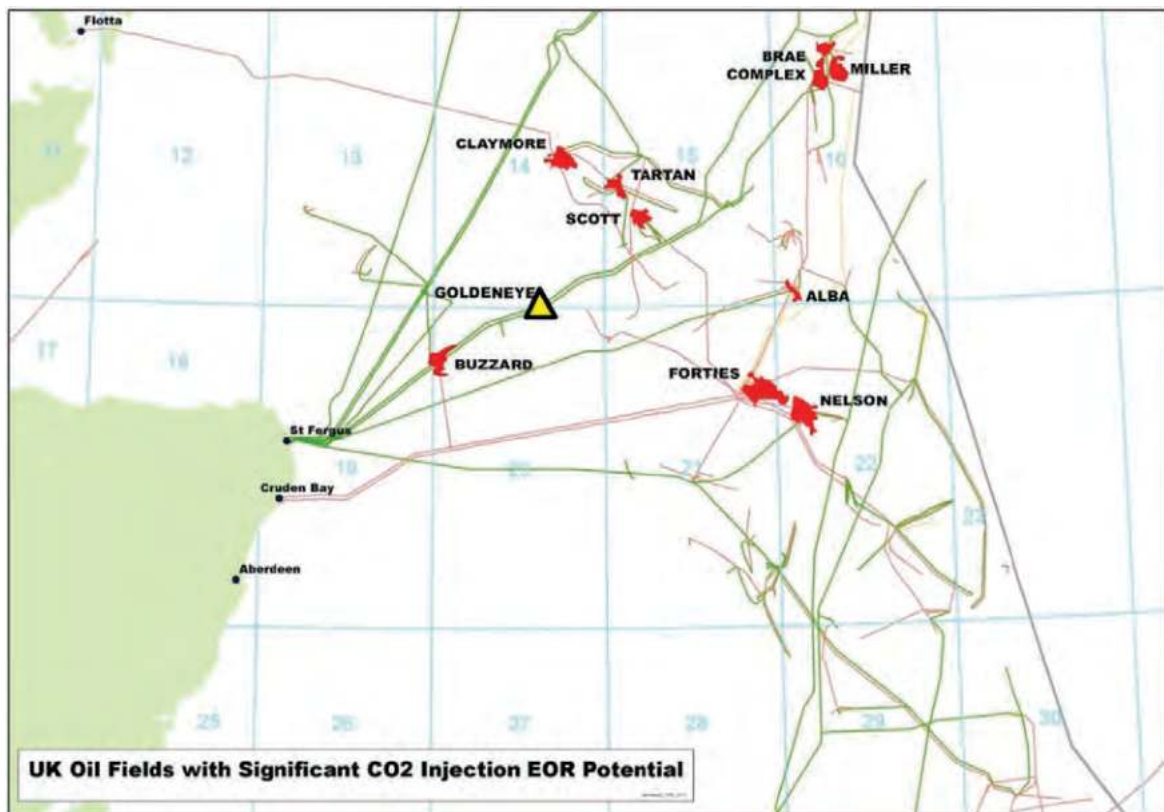 Flotta
BRAE
COMPLEX
MILLER
11
12
13
14
15
16
CLAYMORE
TARTAN
SCOTT
GOLDENEYE
ALBA
17
18
BUZZARD
FORTIES
NELSON
St Fergus
19
20
21
22
23
Cruden Bay
Aberdeen
25
26
27
28
29
30
UK Oil Fields with Significant CO2 Injection EOR Potential